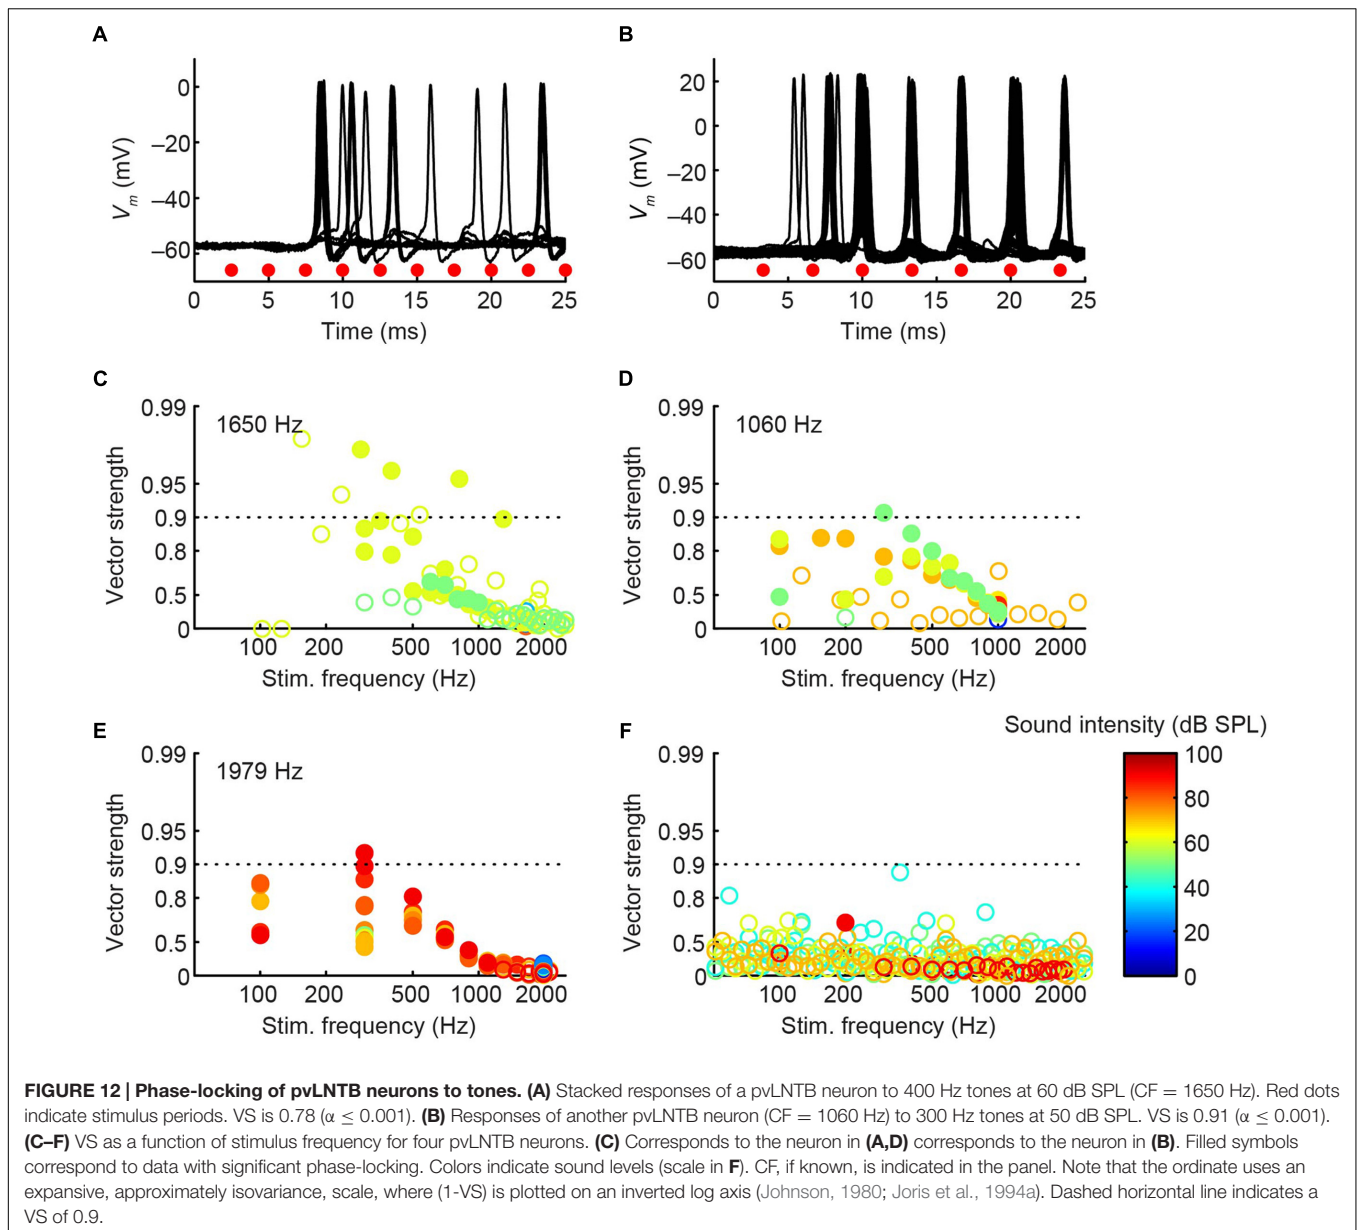 A
B
0
−20
−40
−60
V_m (mV)
0 5 10 15 20 25
Time (ms)
20
0
−20
−40
−60
V_m (mV)
0 5 10 15 20 25
Time (ms)
C
D
0.99
0.95
0.9
0.8
0.5
0
Vector strength
1650 Hz
100 200 500 1000 2000
Stim. frequency (Hz)
0.99
0.95
0.9
0.8
0.5
0
Vector strength
1060 Hz
100 200 500 1000 2000
Stim. frequency (Hz)
E
F
Sound intensity (dB SPL)
0.99
0.95
0.9
0.8
0.5
0
Vector strength
1979 Hz
100 200 500 1000 2000
Stim. frequency (Hz)
0.99
0.95
0.9
0.8
0.5
0
Vector strength
100 200 500 1000 2000
Stim. frequency (Hz)
100
80
60
40
20
0
FIGURE 12 | Phase-locking of pvLNTB neurons to tones. (A) Stacked responses of a pvLNTB neuron to 400 Hz tones at 60 dB SPL (CF = 1650 Hz). Red dots
indicate stimulus periods. VS is 0.78 (α ≤ 0.001). (B) Responses of another pvLNTB neuron (CF = 1060 Hz) to 300 Hz tones at 50 dB SPL. VS is 0.91 (α ≤ 0.001).
(C–F) VS as a function of stimulus frequency for four pvLNTB neurons. (C) Corresponds to the neuron in (A,D) corresponds to the neuron in (B). Filled symbols
correspond to data with significant phase-locking. Colors indicate sound levels (scale in F). CF, if known, is indicated in the panel. Note that the ordinate uses an
expansive, approximately isovariance, scale, where (1-VS) is plotted on an inverted log axis (Johnson, 1980; Joris et al., 1994a). Dashed horizontal line indicates a
VS of 0.9.